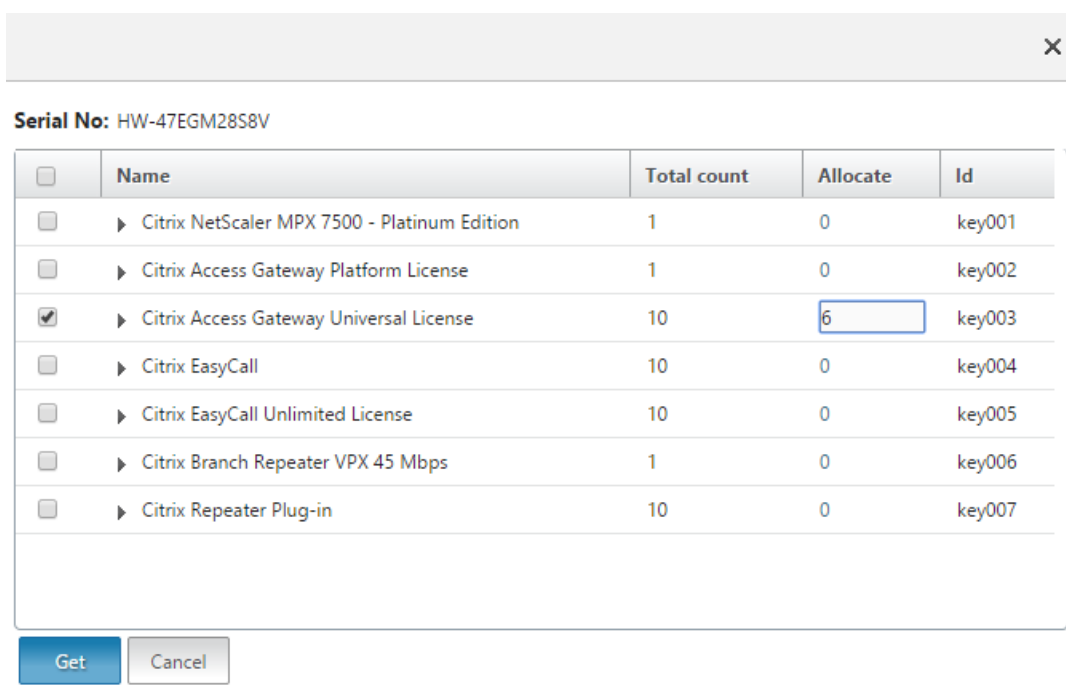 Serial No: HW-47EGM28S8V
Name Total count Allocate Id
Citrix NetScaler MPX 7500 - Platinum Edition 1 0 key001
Citrix Access Gateway Platform License 1 0 key002
Citrix Access Gateway Universal License 10 6 key003
Citrix EasyCall 10 0 key004
Citrix EasyCall Unlimited License 10 0 key005
Citrix Branch Repeater VPX 45 Mbps 1 0 key006
Citrix Repeater Plug-in 10 0 key007
Get Cancel